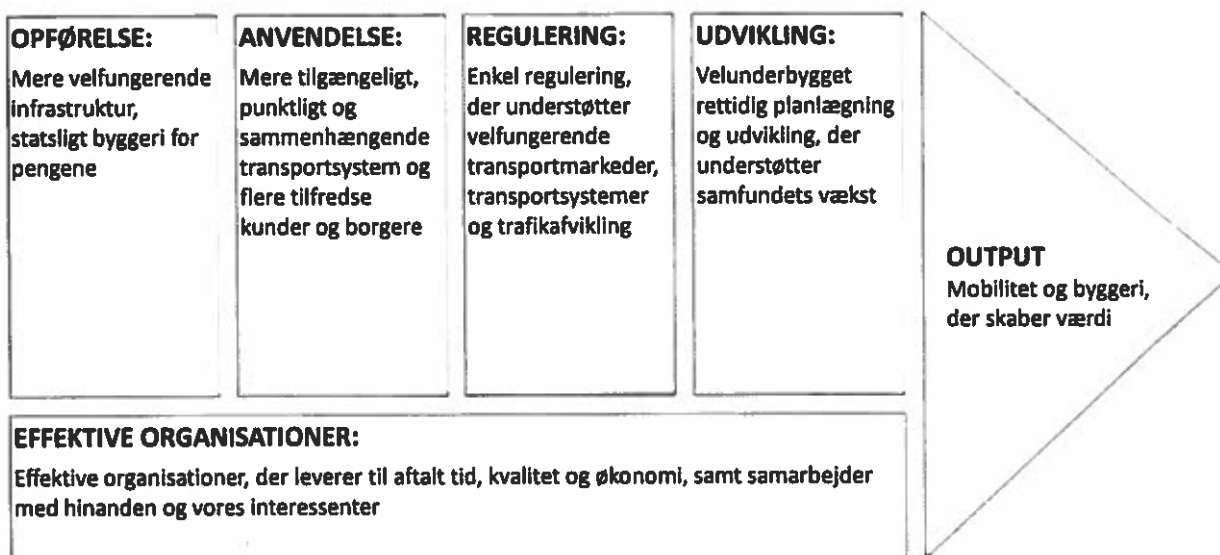 OPFØRELSE:
Mere velfungerende
infrastruktur,
statsligt byggeri for
pengene
ANVENDELSE:
Mere tilgængeligt,
punktligt og
sammenhængende
transportsystem og
flere tilfredse
kunder og borgere
REGULERING:
Enkel regulering,
der understøtter
velfungerende
transportmarkeder,
transportsystemer
og trafikafvikling
UDVIKLING:
Velunderbygget
rettidig planlægning
og udvikling, der
understøtter
samfundets vækst
OUTPUT
Mobilitet og byggeri,
der skaber værdi
EFFEKTIVE ORGANISATIONER:
Effektive organisationer, der leverer til aftalt tid, kvalitet og økonomi, samt samarbejder
med hinanden og vores interessenter